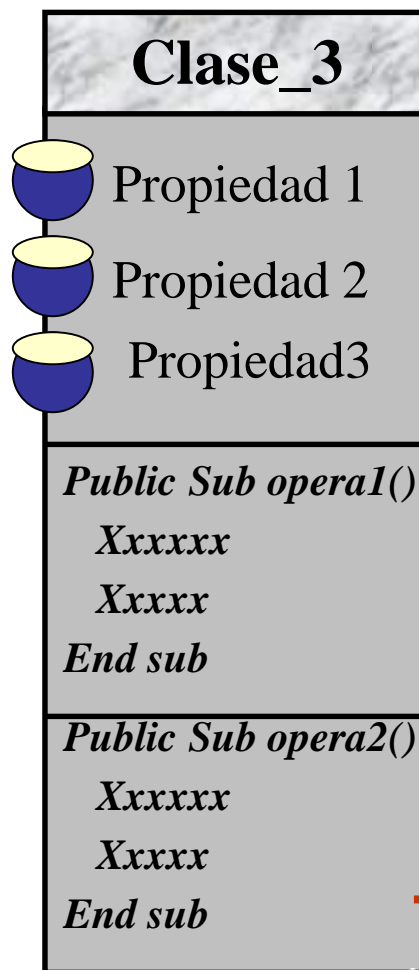 Clase_3
Propiedad 1
Propiedad 2
Propiedad3
Public Sub opera1()
Xxxxxx
Xxxxx
End sub
Public Sub opera2()
Xxxxxx
Xxxxx
End sub